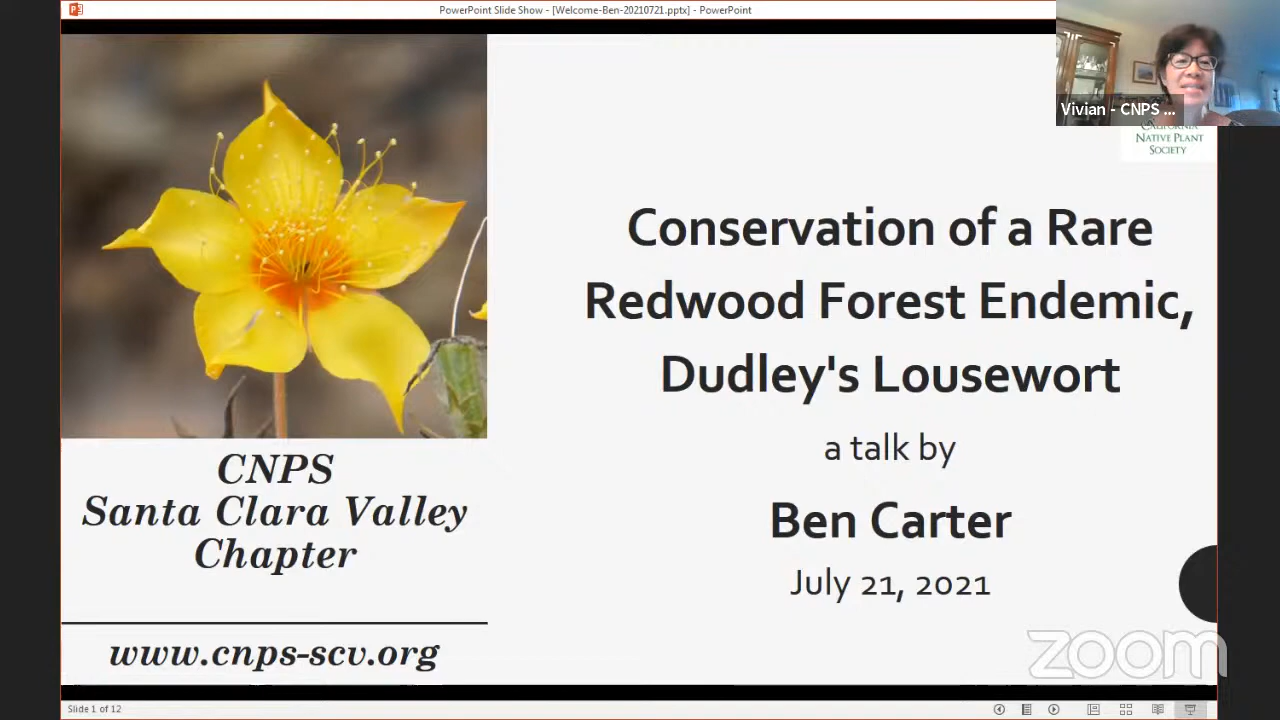 PowerPoint Slide Show - [Welcome-Ben-20210721.pptx] - PowerPoint
Vivian - CNPS ...
CALIFORNIA
NATIVE PLANT
SOCIETY
Conservation of a Rare
Redwood Forest Endemic,
Dudley's Lousewort
a talk by
Ben Carter
July 21, 2021
CNPS
Santa Clara Valley
Chapter
www.cnps-scv.org
zoom
Slide 1 of 12